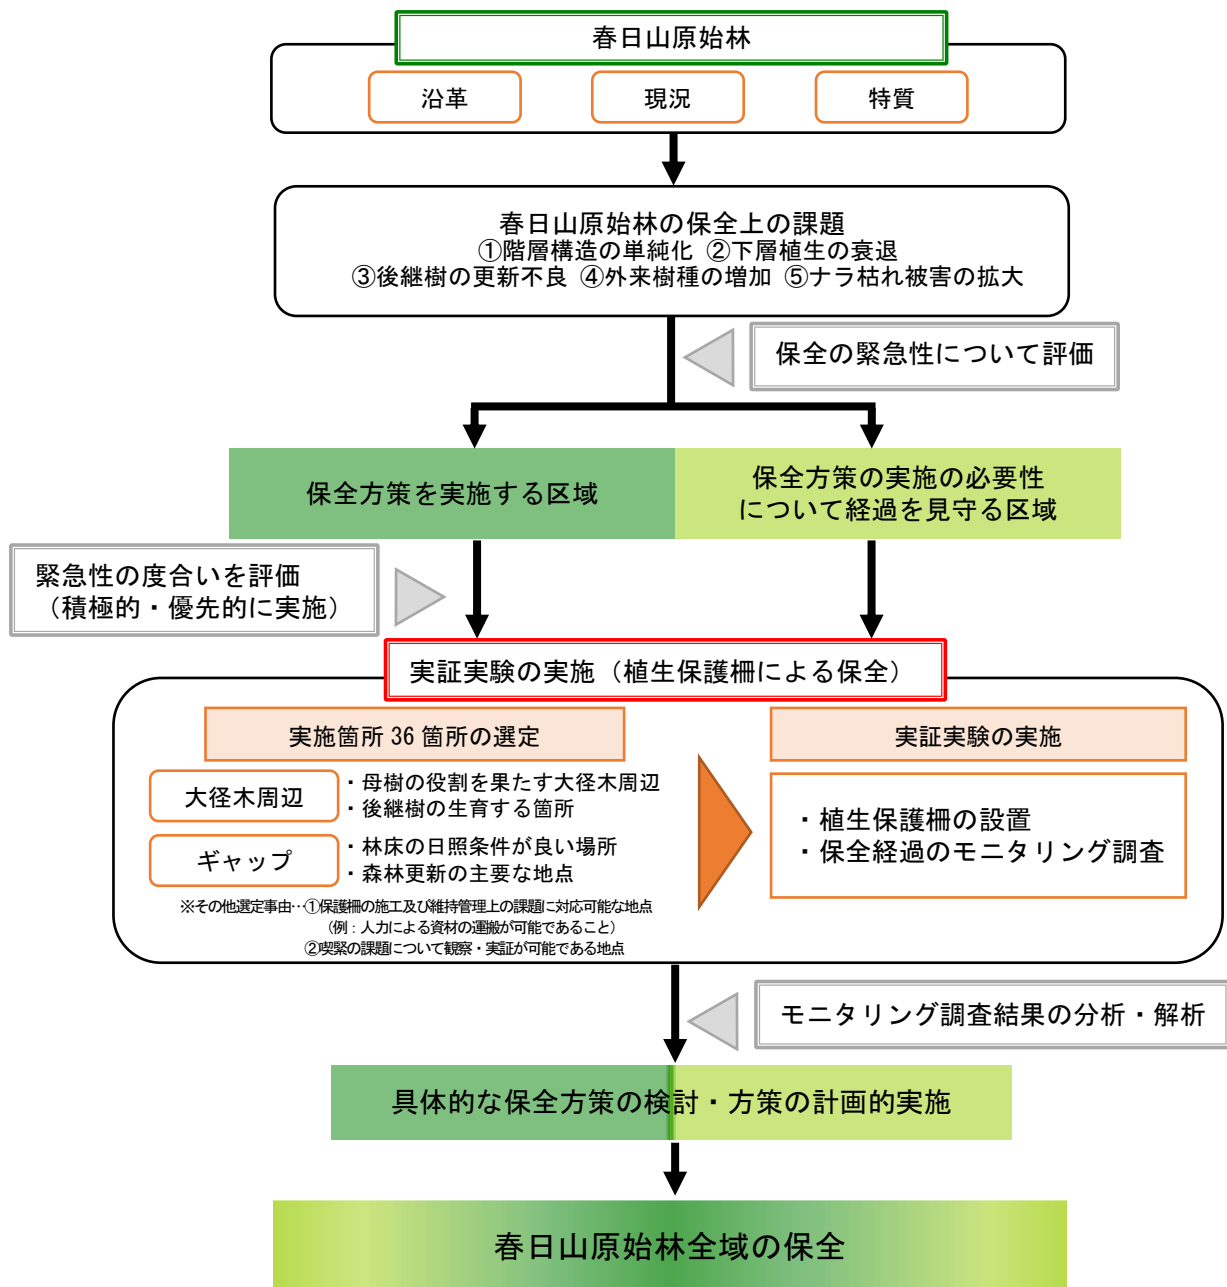 春日山原始林
沿革
現況
特質
春日山原始林の保全上の課題
①階層構造の単純化 ②下層植生の衰退
③後継樹の更新不良 ④外来樹種の増加 ⑤ナラ枯れ被害の拡大
保全の緊急性について評価
保全方策を実施する区域
保全方策の実施の必要性
について経過を見守る区域
緊急性の度合いを評価
（積極的・優先的に実施）
実証実験の実施（植生保護柵による保全）
実施箇所 36 箇所の選定
大径木周辺
・母樹の役割を果たす大径木周辺
・後継樹の生育する箇所
ギャップ
・林床の日照条件が良い場所
・森林更新の主要な地点
※その他選定事由…①保護柵の施工及び維持管理上の課題に対応可能な地点
（例：人力による資材の運搬が可能であること）
②喫緊の課題について観察・実証が可能である地点
実証実験の実施
・植生保護柵の設置
・保全経過のモニタリング調査
モニタリング調査結果の分析・解析
具体的な保全方策の検討・方策の計画的実施
春日山原始林全域の保全